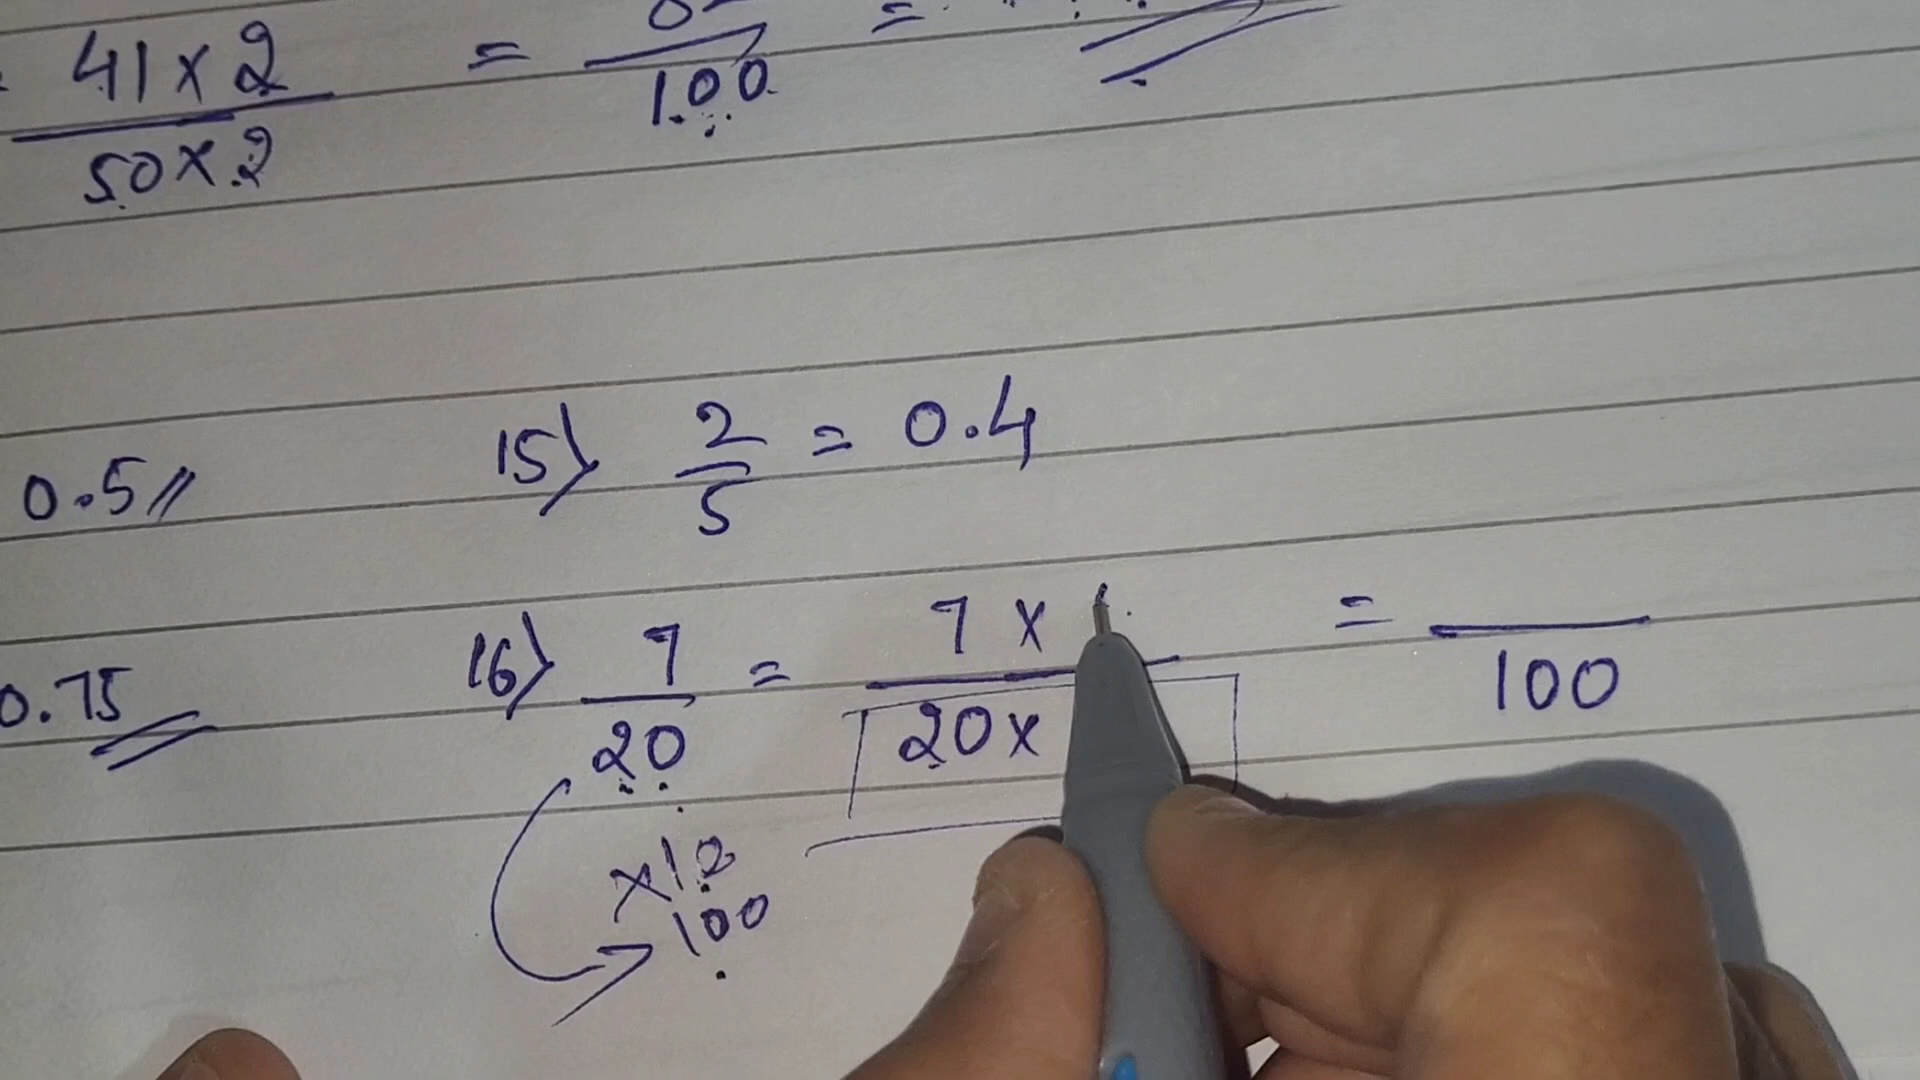 41 x 2 =
50 x 2 100
0.5 15) 2/5 = 0.4
0.75 16) 7/20 = 7 x / 20 x = /100
x 10
100